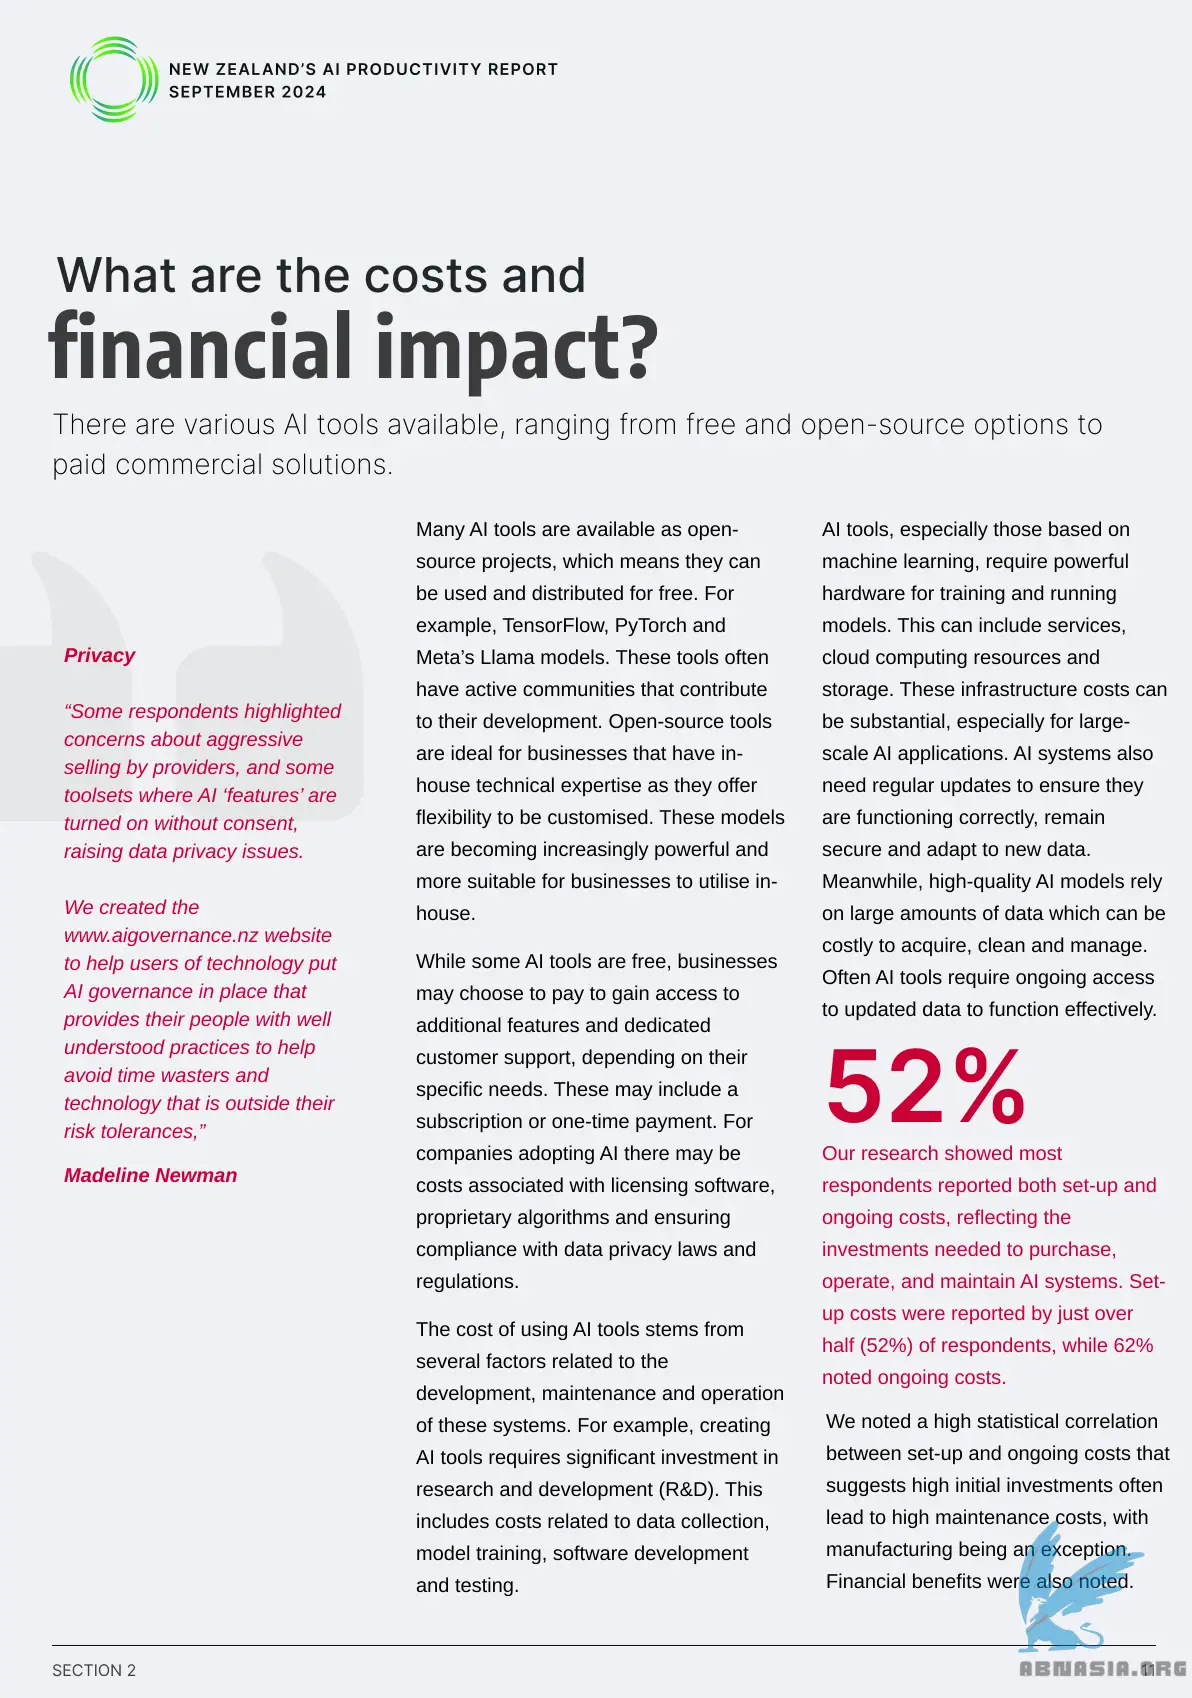 NEW ZEALAND’S AI PRODUCTIVITY REPORT
SEPTEMBER 2024
What are the costs and
financial impact?
There are various AI tools available, ranging from free and open-source options to
paid commercial solutions.
Privacy
“Some respondents highlighted
concerns about aggressive
selling by providers, and some
toolsets where AI ‘features’ are
turned on without consent,
raising data privacy issues.
We created the
www.aigovernance.nz website
to help users of technology put
AI governance in place that
provides their people with well
understood practices to help
avoid time wasters and
technology that is outside their
risk tolerances,”
Madeline Newman
Many AI tools are available as open-
source projects, which means they can
be used and distributed for free. For
example, TensorFlow, PyTorch and
Meta’s Llama models. These tools often
have active communities that contribute
to their development. Open-source tools
are ideal for businesses that have in-
house technical expertise as they offer
flexibility to be customised. These models
are becoming increasingly powerful and
more suitable for businesses to utilise in-
house.
While some AI tools are free, businesses
may choose to pay to gain access to
additional features and dedicated
customer support, depending on their
specific needs. These may include a
subscription or one-time payment. For
companies adopting AI there may be
costs associated with licensing software,
proprietary algorithms and ensuring
compliance with data privacy laws and
regulations.
The cost of using AI tools stems from
several factors related to the
development, maintenance and operation
of these systems. For example, creating
AI tools requires significant investment in
research and development (R&D). This
includes costs related to data collection,
model training, software development
and testing.
AI tools, especially those based on
machine learning, require powerful
hardware for training and running
models. This can include services,
cloud computing resources and
storage. These infrastructure costs can
be substantial, especially for large-
scale AI applications. AI systems also
need regular updates to ensure they
are functioning correctly, remain
secure and adapt to new data.
Meanwhile, high-quality AI models rely
on large amounts of data which can be
costly to acquire, clean and manage.
Often AI tools require ongoing access
to updated data to function effectively.
52%
Our research showed most
respondents reported both set-up and
ongoing costs, reflecting the
investments needed to purchase,
operate, and maintain AI systems. Set-
up costs were reported by just over
half (52%) of respondents, while 62%
noted ongoing costs.
We noted a high statistical correlation
between set-up and ongoing costs that
suggests high initial investments often
lead to high maintenance costs, with
manufacturing being an exception.
Financial benefits were also noted.
SECTION 2
11
ABNASIA.ORG